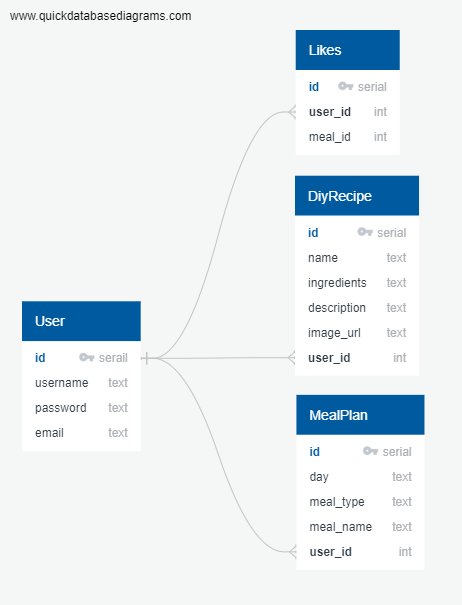 www.quickdatabasediagrams.com
Likes
id serial
user_id int
meal_id int
DiyRecipe
id serial
name text
ingredients text
description text
image_url text
user_id int
User
id serail
username text
password text
email text
MealPlan
id serial
day text
meal_type text
meal_name text
user_id int